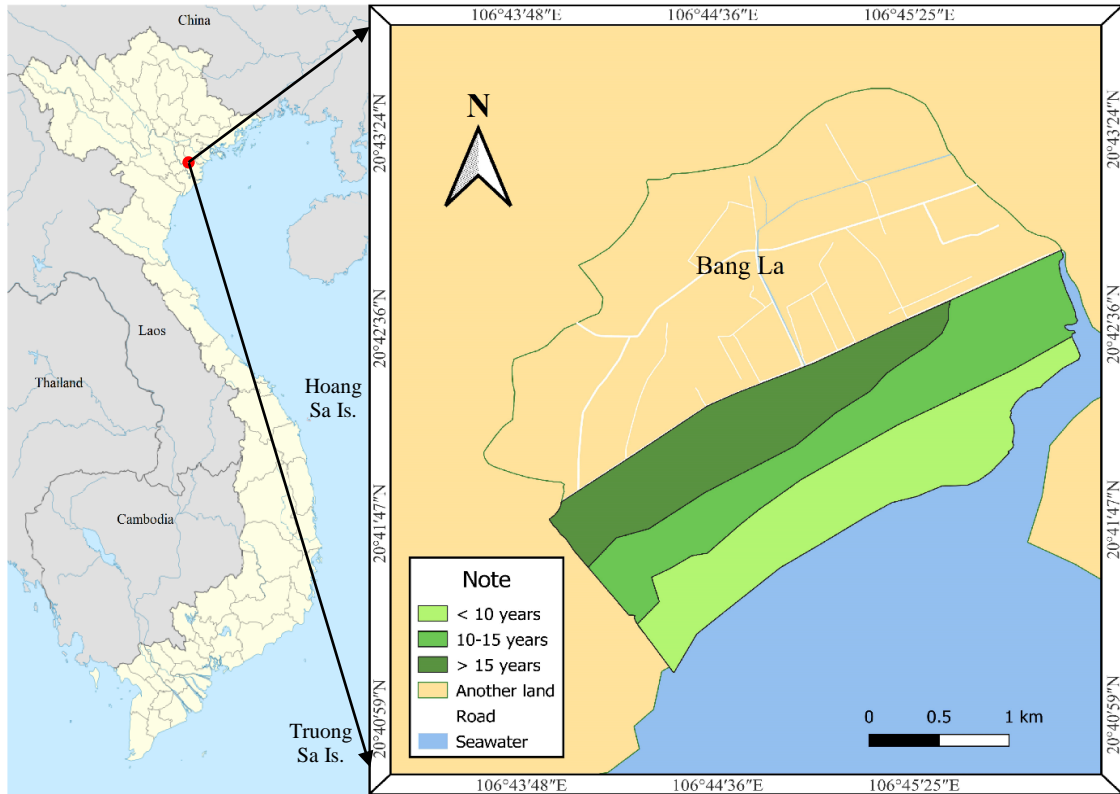 China
Laos
Thailand
Cambodia
Hoang
Sa Is.
Truong
Sa Is.
106°43'48"E
106°44'36"E
106°45'25"E
20°43'24"N
20°42'36"N
20°41'47"N
20°40'59"N
N
Bang La
Note
< 10 years
10-15 years
> 15 years
Another land
Road
Seawater
0 0.5 1 km
20°43'24"N
20°42'36"N
20°41'47"N
20°40'59"N
106°43'48"E
106°44'36"E
106°45'25"E